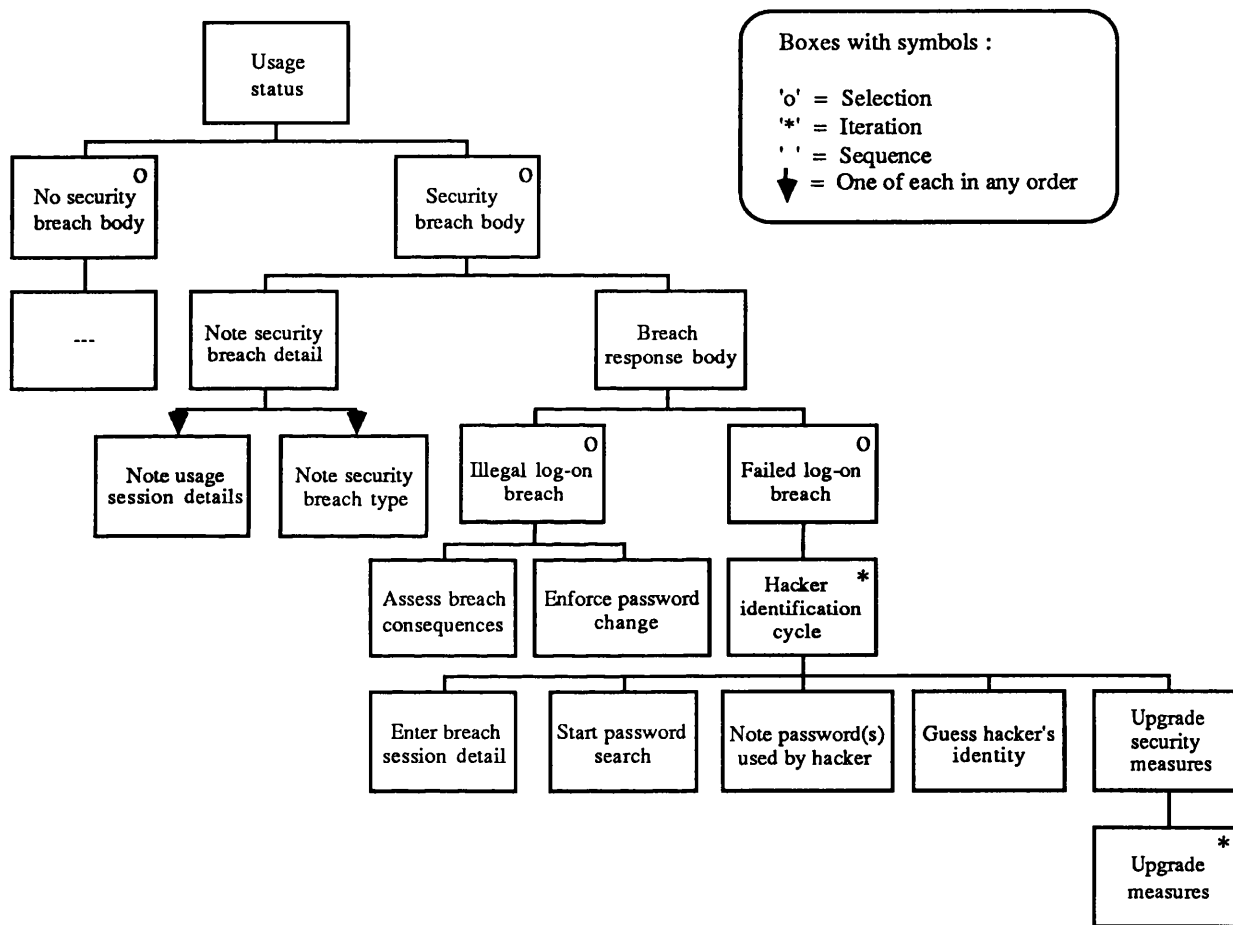 Usage
status
Boxes with symbols :
'o' = Selection
'*' = Iteration
' ' = Sequence
= One of each in any order
No security
breach body
o
Security
breach body
o
---
Note security
breach detail
Breach
response body
Note usage
session details
Note security
breach type
Illegal log-on
breach
o
Failed log-on
breach
o
Assess breach
consequences
Enforce password
change
Hacker
identification
cycle
*
Enter breach
session detail
Start password
search
Note password(s)
used by hacker
Guess hacker's
identity
Upgrade
security
measures
Upgrade
measures
*